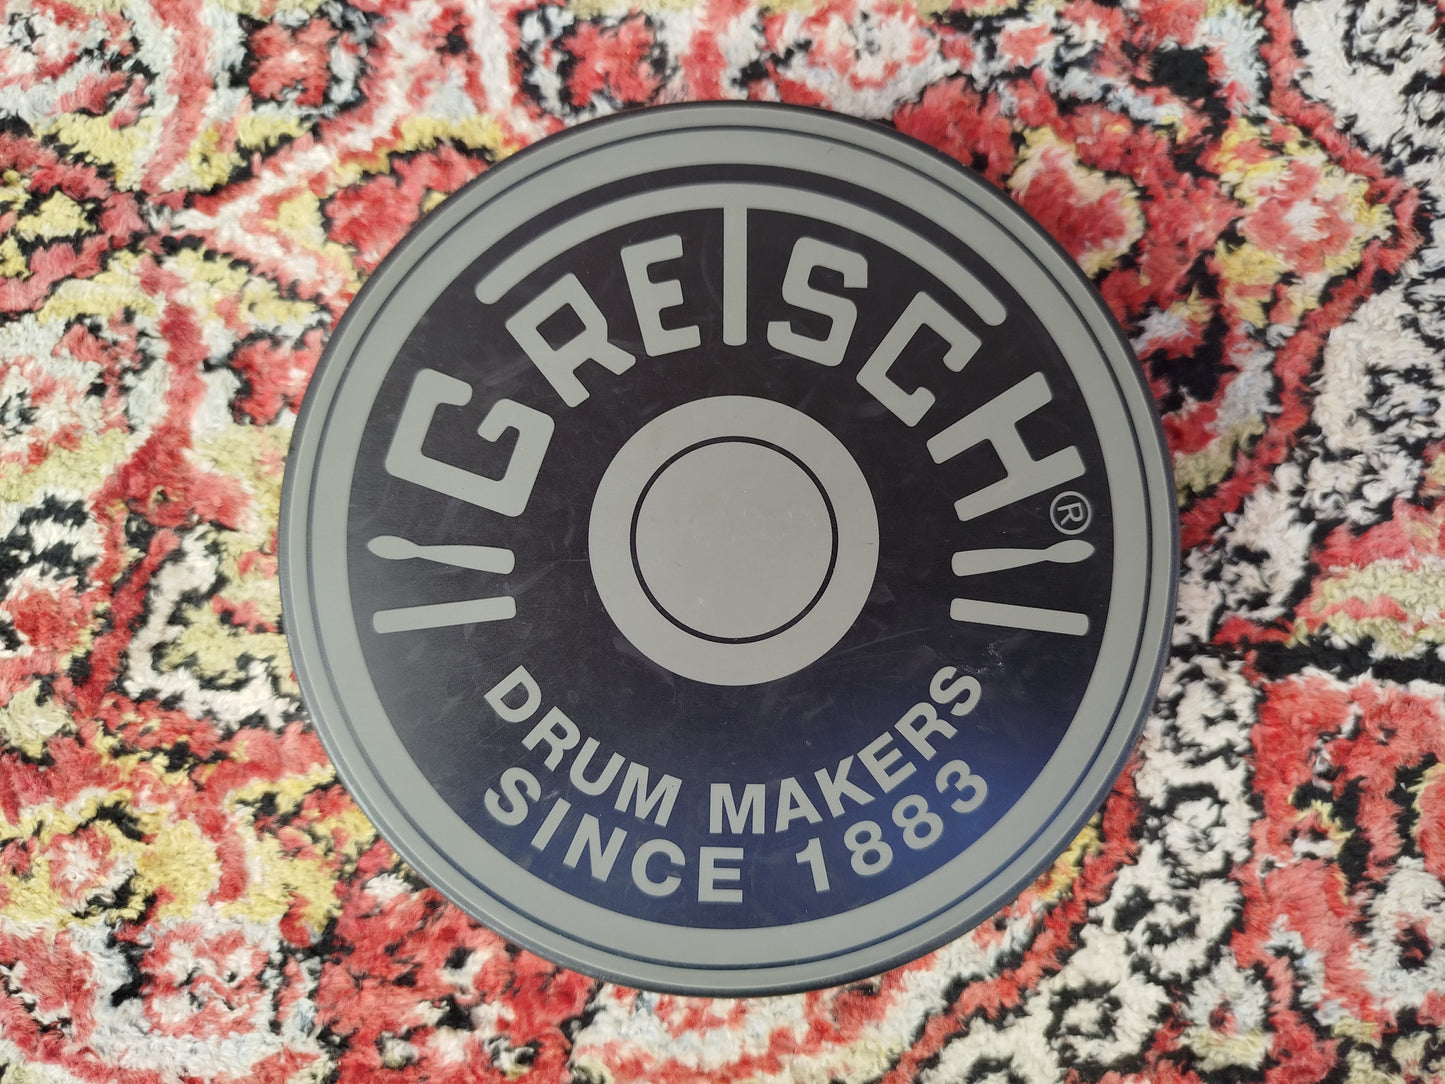 GRETSCH®
DRUM MAKERS
SINCE 1883